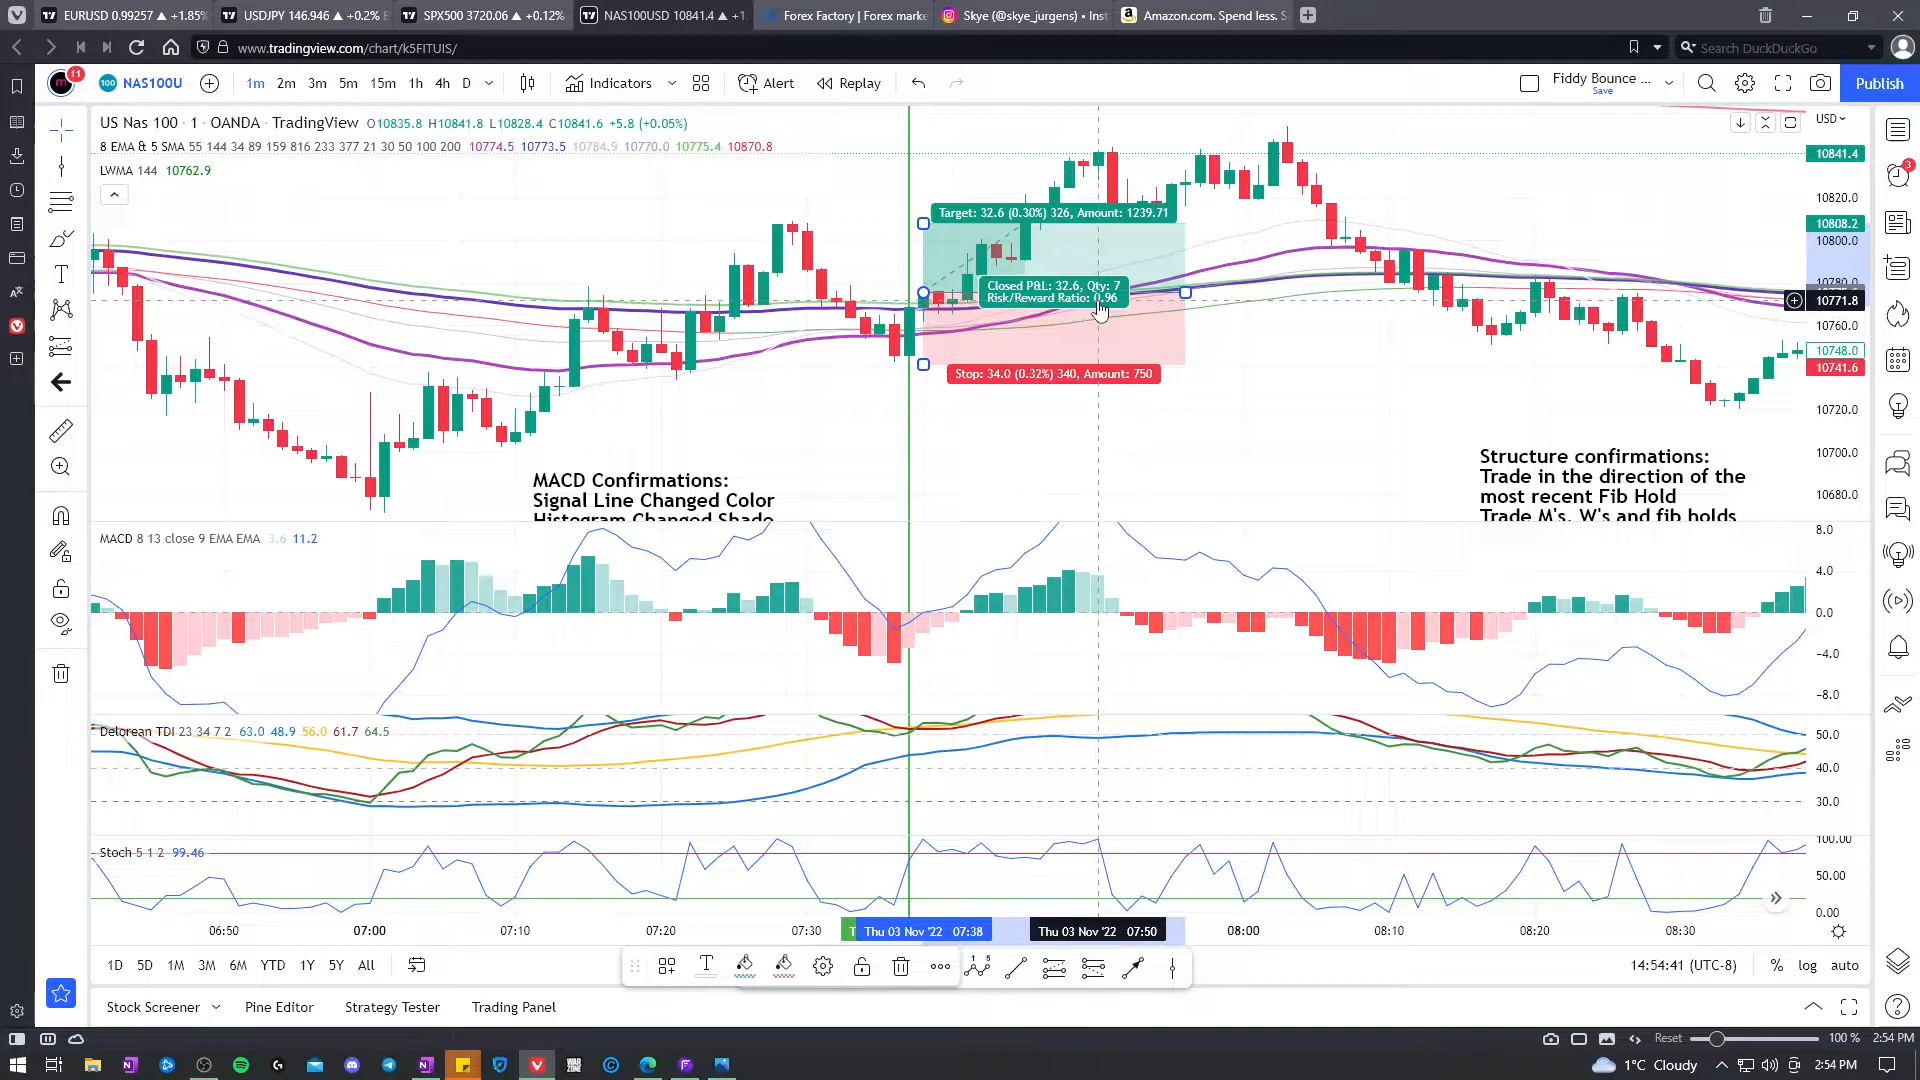 EURUSD 0.99257 ▲ +1.85%
USDJPY 146.946 ▲ +0.2%
SPX500 3720.06 ▲ +0.12%
NAS100USD 10841.4 ▲ +1.
Forex Factory | Forex marke
Skye (@skye_jurgens) • Inst
Amazon.com. Spend less. S
www.tradingview.com/chart/k5FITUIS/
Search DuckDuckGo
11
NAS100U
1m 2m 3m 5m 15m 1h 4h D
Indicators
Alert
Replay
Fiddy Bounce ...
Save
Publish
US Nas 100 · 1 · OANDA · TradingView O10835.8 H10841.8 L10828.4 C10841.6 +5.8 (+0.05%)
8 EMA & 5 SMA 55 144 34 89 159 816 233 377 21 30 50 100 200 10774.5 10773.5 10784.9 10770.0 10775.4 10870.8
LWMA 144 10762.9
USD
10841.4
10820.0
10808.2
10800.0
10780.0
10771.8
10760.0
10748.0
10741.6
10720.0
10700.0
10680.0
3
Target: 32.6 (0.30%) 326, Amount: 1239.71
Closed P&L: 32.6, Qty: 7
Risk/Reward Ratio: 0.96
Stop: 34.0 (0.32%) 340, Amount: 750
MACD Confirmations:
Signal Line Changed Color
Histogram Changed Shade
Structure confirmations:
Trade in the direction of the
most recent Fib Hold
Trade M's, W's and fib holds
MACD 8 13 close 9 EMA EMA 3.6 11.2
8.0
4.0
0.0
−4.0
−8.0
Delorean TDI 23 34 7 2 63.0 48.9 56.0 61.7 64.5
50.0
40.0
30.0
Stoch 5 1 2 99.46
100.00
50.00
0.00
06:50 07:00 07:10 07:20 07:30 Thu 03 Nov '22 07:38 Thu 03 Nov '22 07:50 08:00 08:10 08:20 08:30
1D 5D 1M 3M 6M YTD 1Y 5Y All
14:54:41 (UTC-8) % log auto
Stock Screener Pine Editor Strategy Tester Trading Panel
Reset 100 % 2:54 PM
1°C Cloudy
2:54 PM